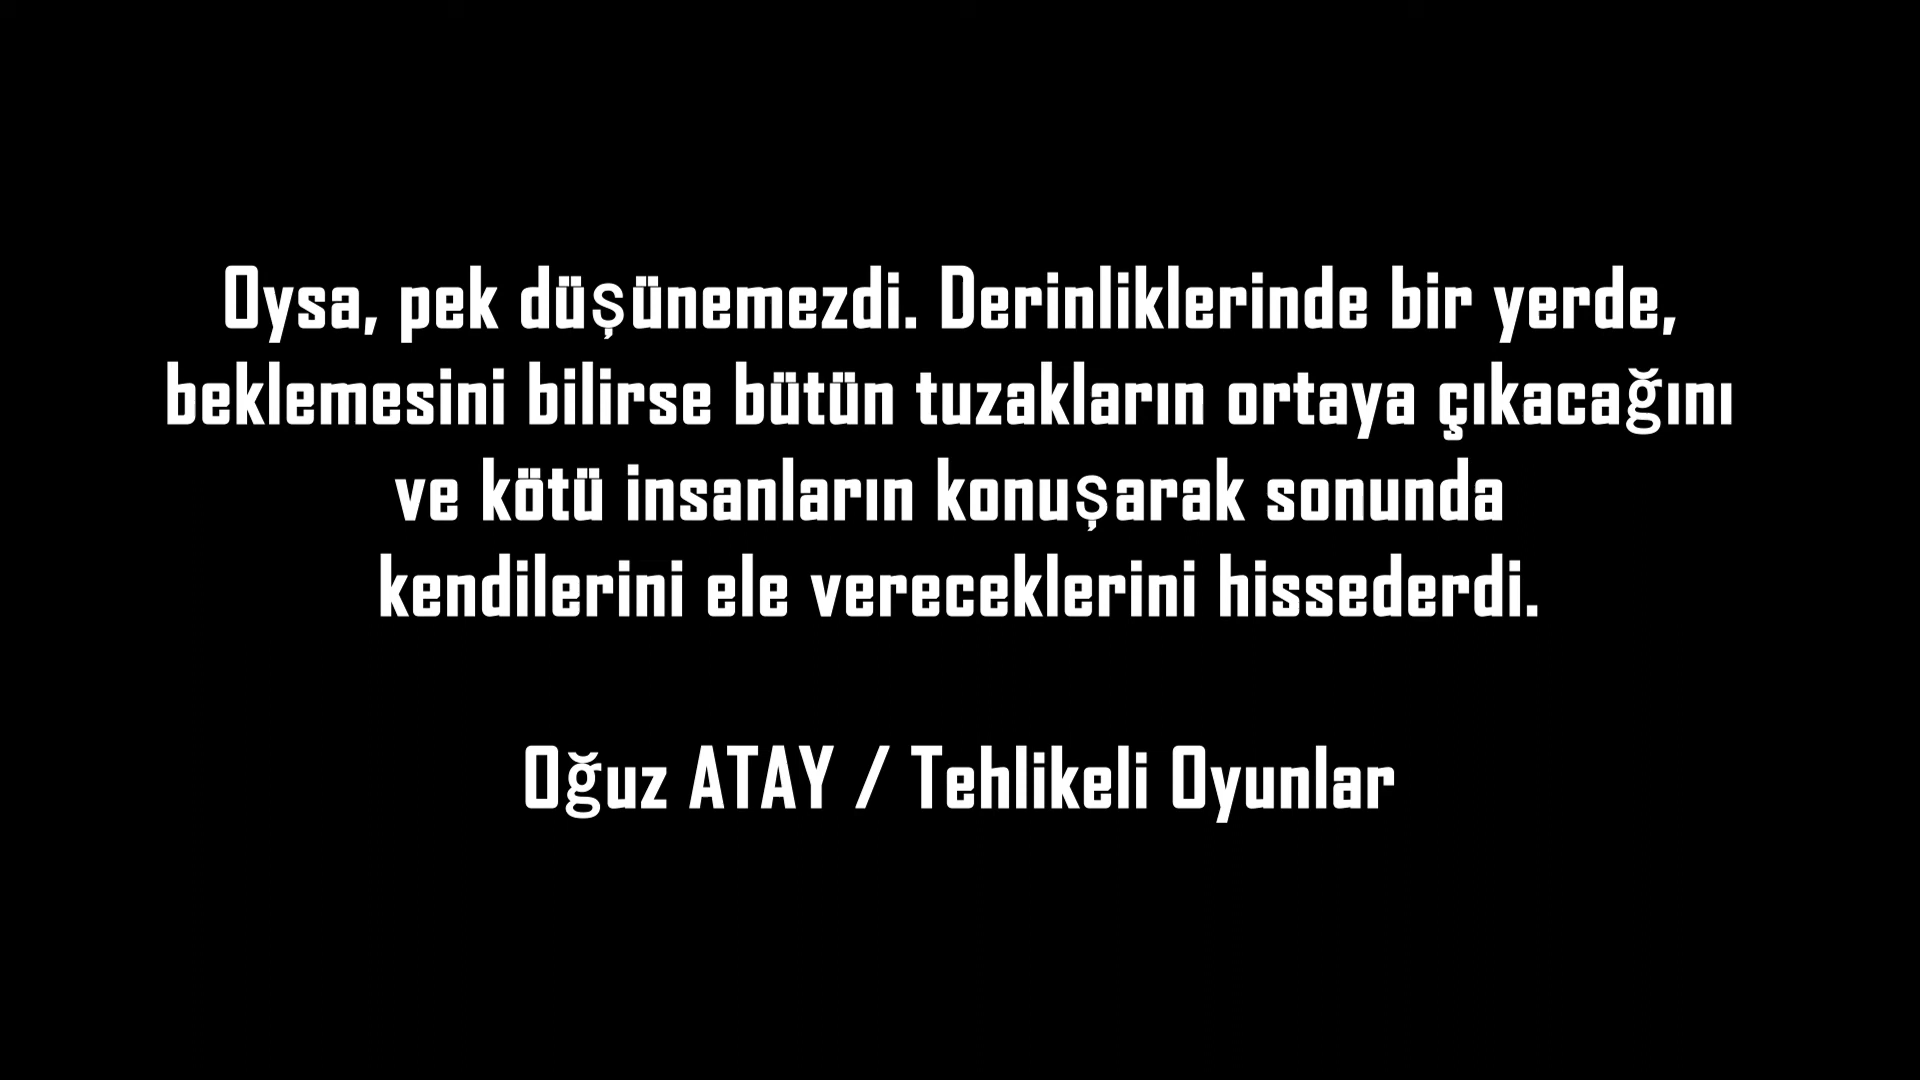 Oysa, pek düşünemezdi. Derinliklerinde bir yerde,
beklemesini bilirse bütün tuzakların ortaya çıkacağını
ve kötü insanların konuşarak sonunda
kendilerini ele vereceklerini hissederdi.
Oğuz ATAY / Tehlikeli Oyunlar